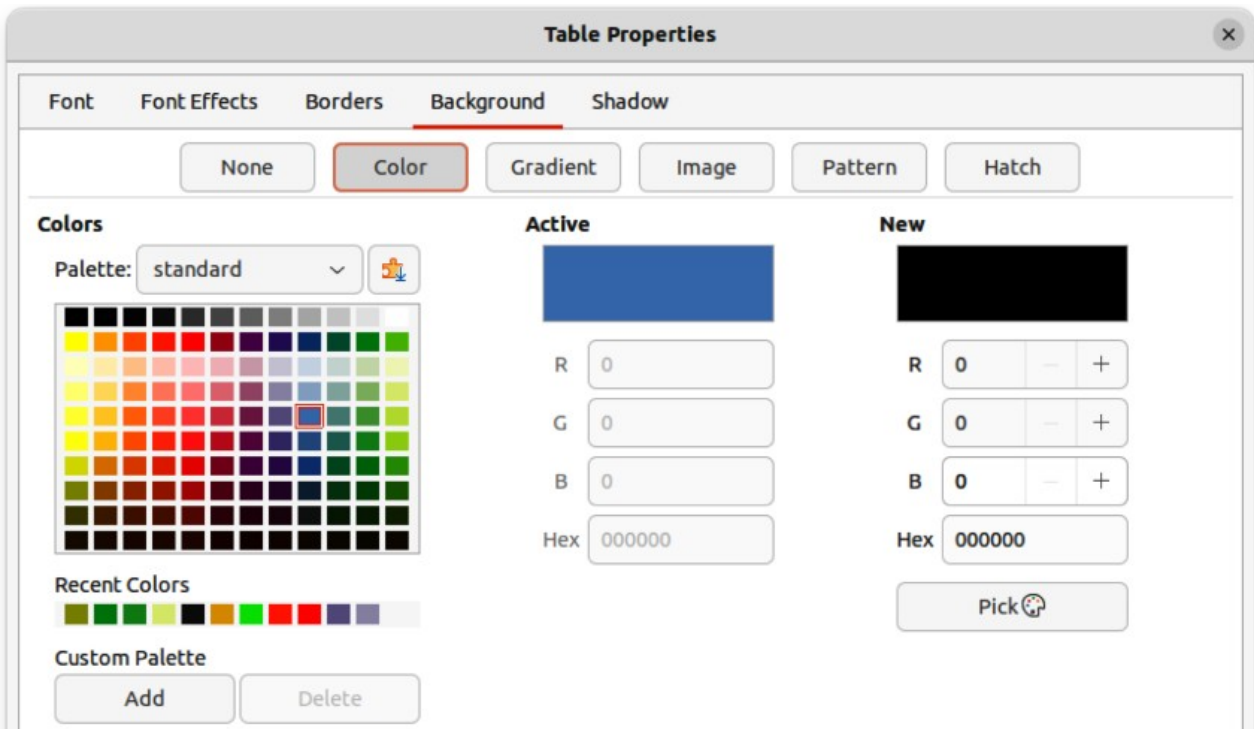 Table Properties
Font Font Effects Borders Background Shadow
None Color Gradient Image Pattern Hatch
Colors Active New
Palette: standard
R 0 R 0
G 0 G 0
B 0 B 0
Hex 000000 Hex 000000
Recent Colors
Pick
Custom Palette
Add Delete